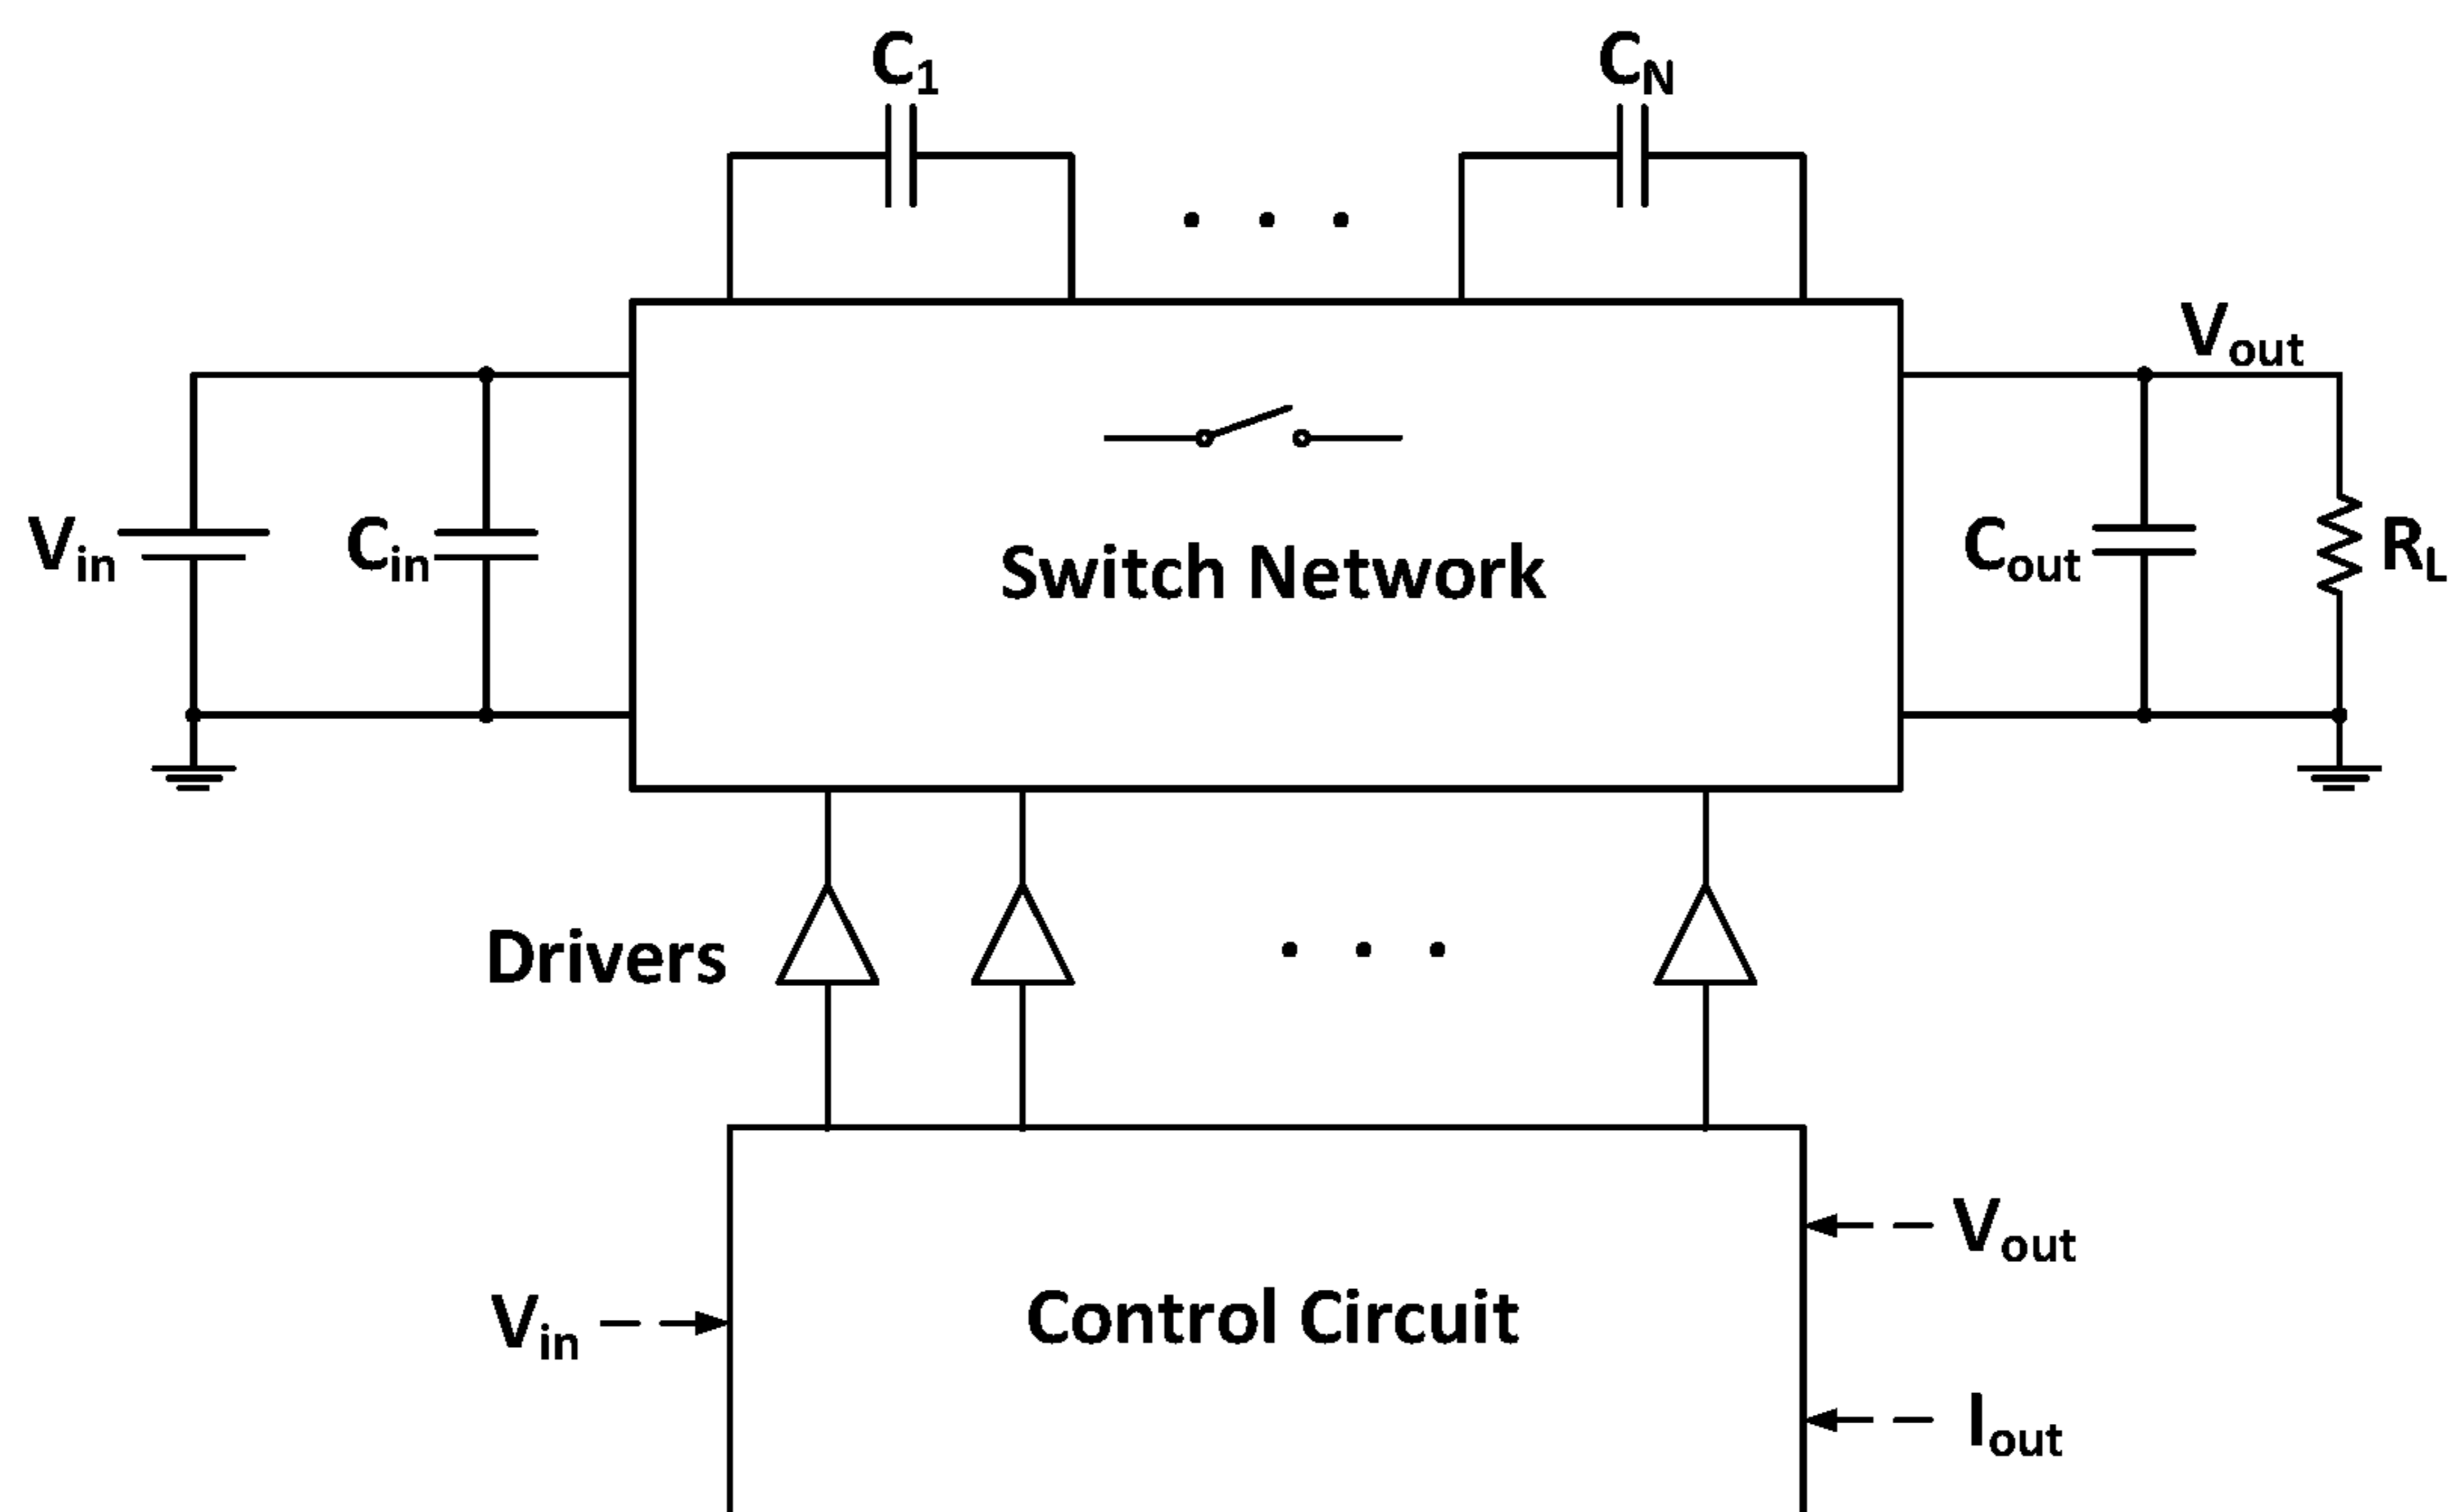 C1
CN
Vout
Vin
Cin
Switch Network
Cout
RL
Drivers
Vout
Vin
Control Circuit
Iout